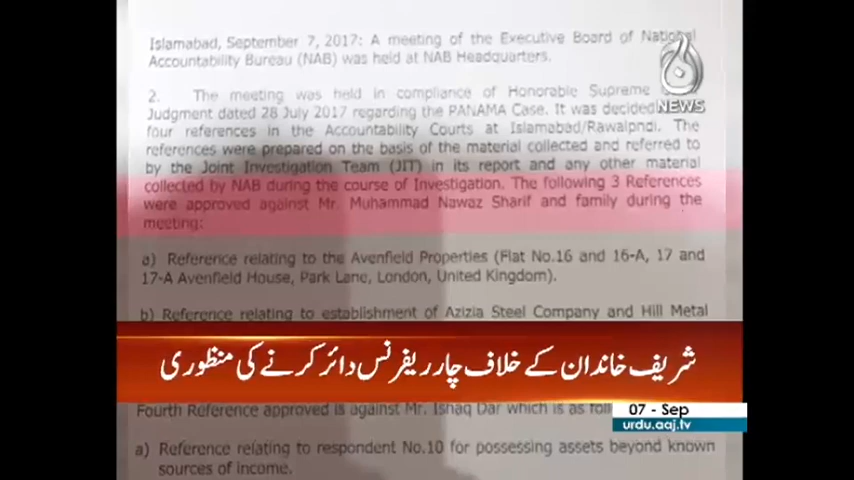 Islamabad, September 7, 2017: A meeting of the Executive Board of National
Accountability Bureau (NAB) was held at NAB Headquarters.
2. The meeting was held in compliance of Honorable Supreme
Judgment dated 28 July 2017 regarding the PANAMA Case. It was decided
four references in the Accountability Courts at Islamabad/Rawalpndi. The
references were prepared on the basis of the material collected and referred to
by the Joint Investigation Team (JIT) in its report and any other material
collected by NAB during the course of Investigation. The following 3 References
were approved against Mr. Muhammad Nawaz Sharif and family during the
meeting:
a) Reference relating to the Avenfield Properties (Flat No.16 and 16-A, 17 and
17-A Avenfield House, Park Lane, London, United Kingdom).
b) Reference relating to establishment of Azizia Steel Company and Hill Metal
شریف خاندان کے خلاف چار ریفرنس دائر کرنے کی منظوری
Fourth Reference approved is against Mr. Ishaq Dar which is as
a) Reference relating to respondent No.10 for possessing assets beyond known
sources of income.
NEWS
07 - Sep
urdu.aaj.tv